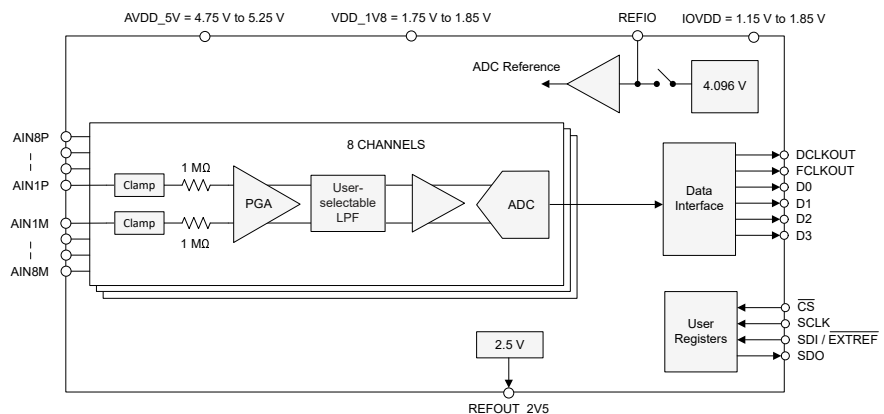 AVDD_5V = 4.75 V to 5.25 V
VDD_1V8 = 1.75 V to 1.85 V
REFIO
IOVDD = 1.15 V to 1.85 V
ADC Reference
4.096 V
8 CHANNELS
AIN8P
AIN1P
AIN1M
AIN8M
Clamp
1 MΩ
Clamp
1 MΩ
PGA
User-
selectable
LPF
ADC
Data
Interface
DCLKOUT
FCLKOUT
D0
D1
D2
D3
User
Registers
CS
SCLK
SDI / EXTREF
SDO
2.5 V
REFOUT_2V5